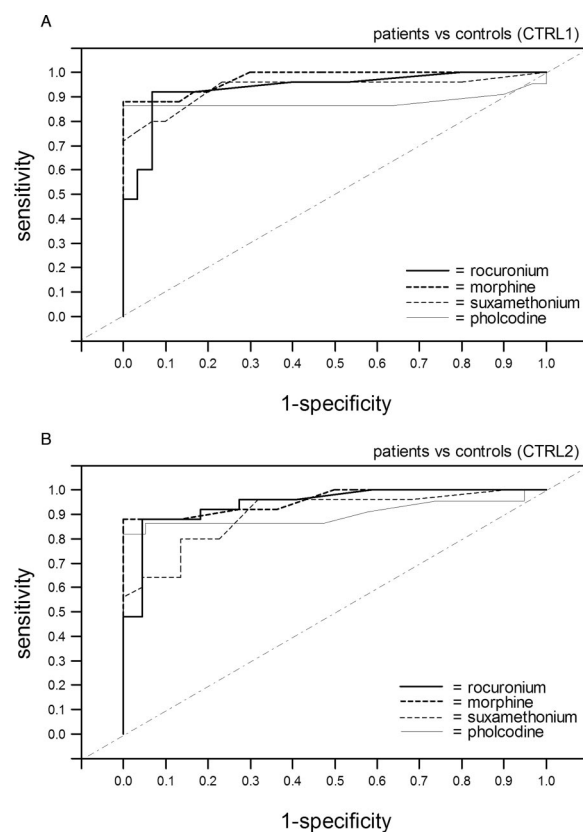 A
patients vs controls (CTRL1)
1.0
0.9
0.8
0.7
0.6
0.5
0.4
0.3
0.2
0.1
0.0
sensitivity
= rocuronium
= morphine
= suxamethonium
= pholcodine
0.0 0.1 0.2 0.3 0.4 0.5 0.6 0.7 0.8 0.9 1.0
1-specificity
B
patients vs controls (CTRL2)
1.0
0.9
0.8
0.7
0.6
0.5
0.4
0.3
0.2
0.1
0.0
sensitivity
= rocuronium
= morphine
= suxamethonium
= pholcodine
0.0 0.1 0.2 0.3 0.4 0.5 0.6 0.7 0.8 0.9 1.0
1-specificity